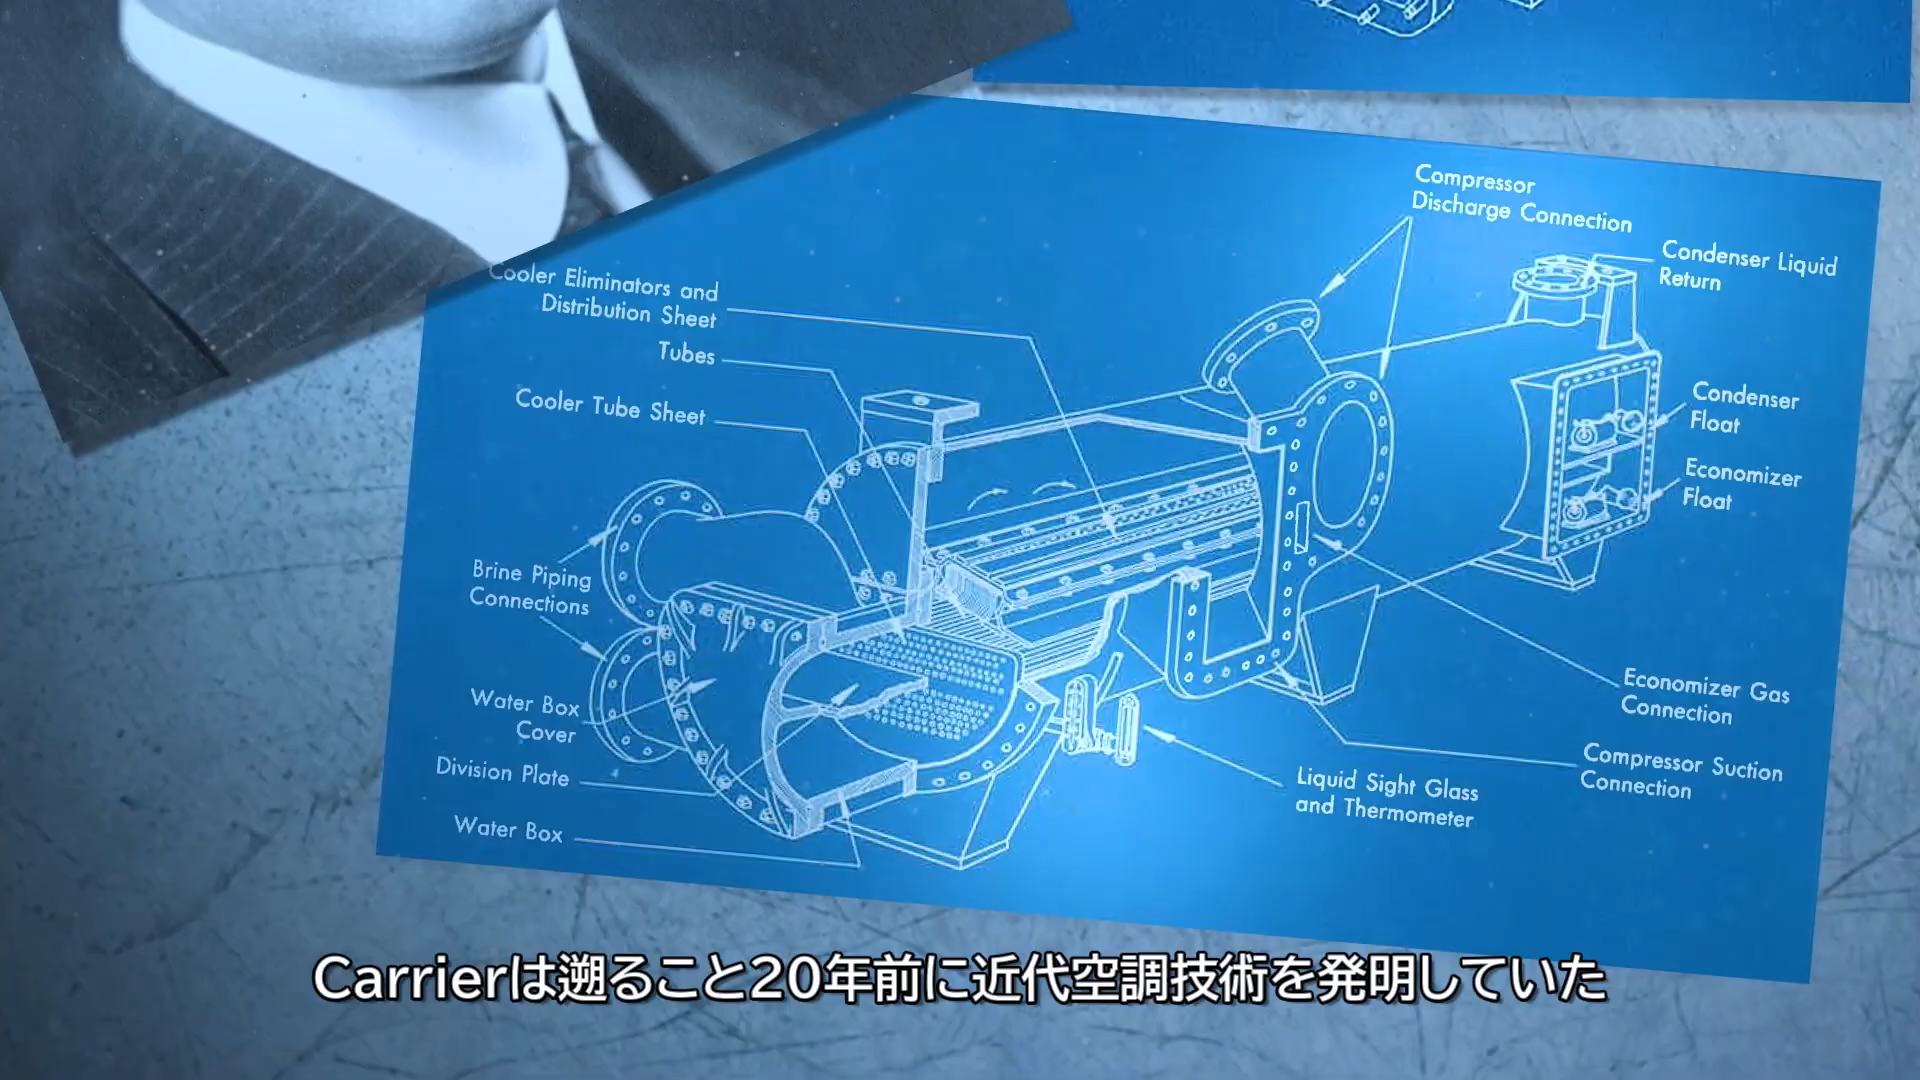 Compressor
Discharge Connection
Condenser Liquid
Return
Cooler Eliminators and
Distribution Sheet
Tubes
Cooler Tube Sheet
Condenser
Float
Economizer
Float
Brine Piping
Connections
Water Box
Cover
Division Plate
Water Box
Economizer Gas
Connection
Compressor Suction
Connection
Liquid Sight Glass
and Thermometer
Carrierは遡ること20年前に近代空調技術を発明していた